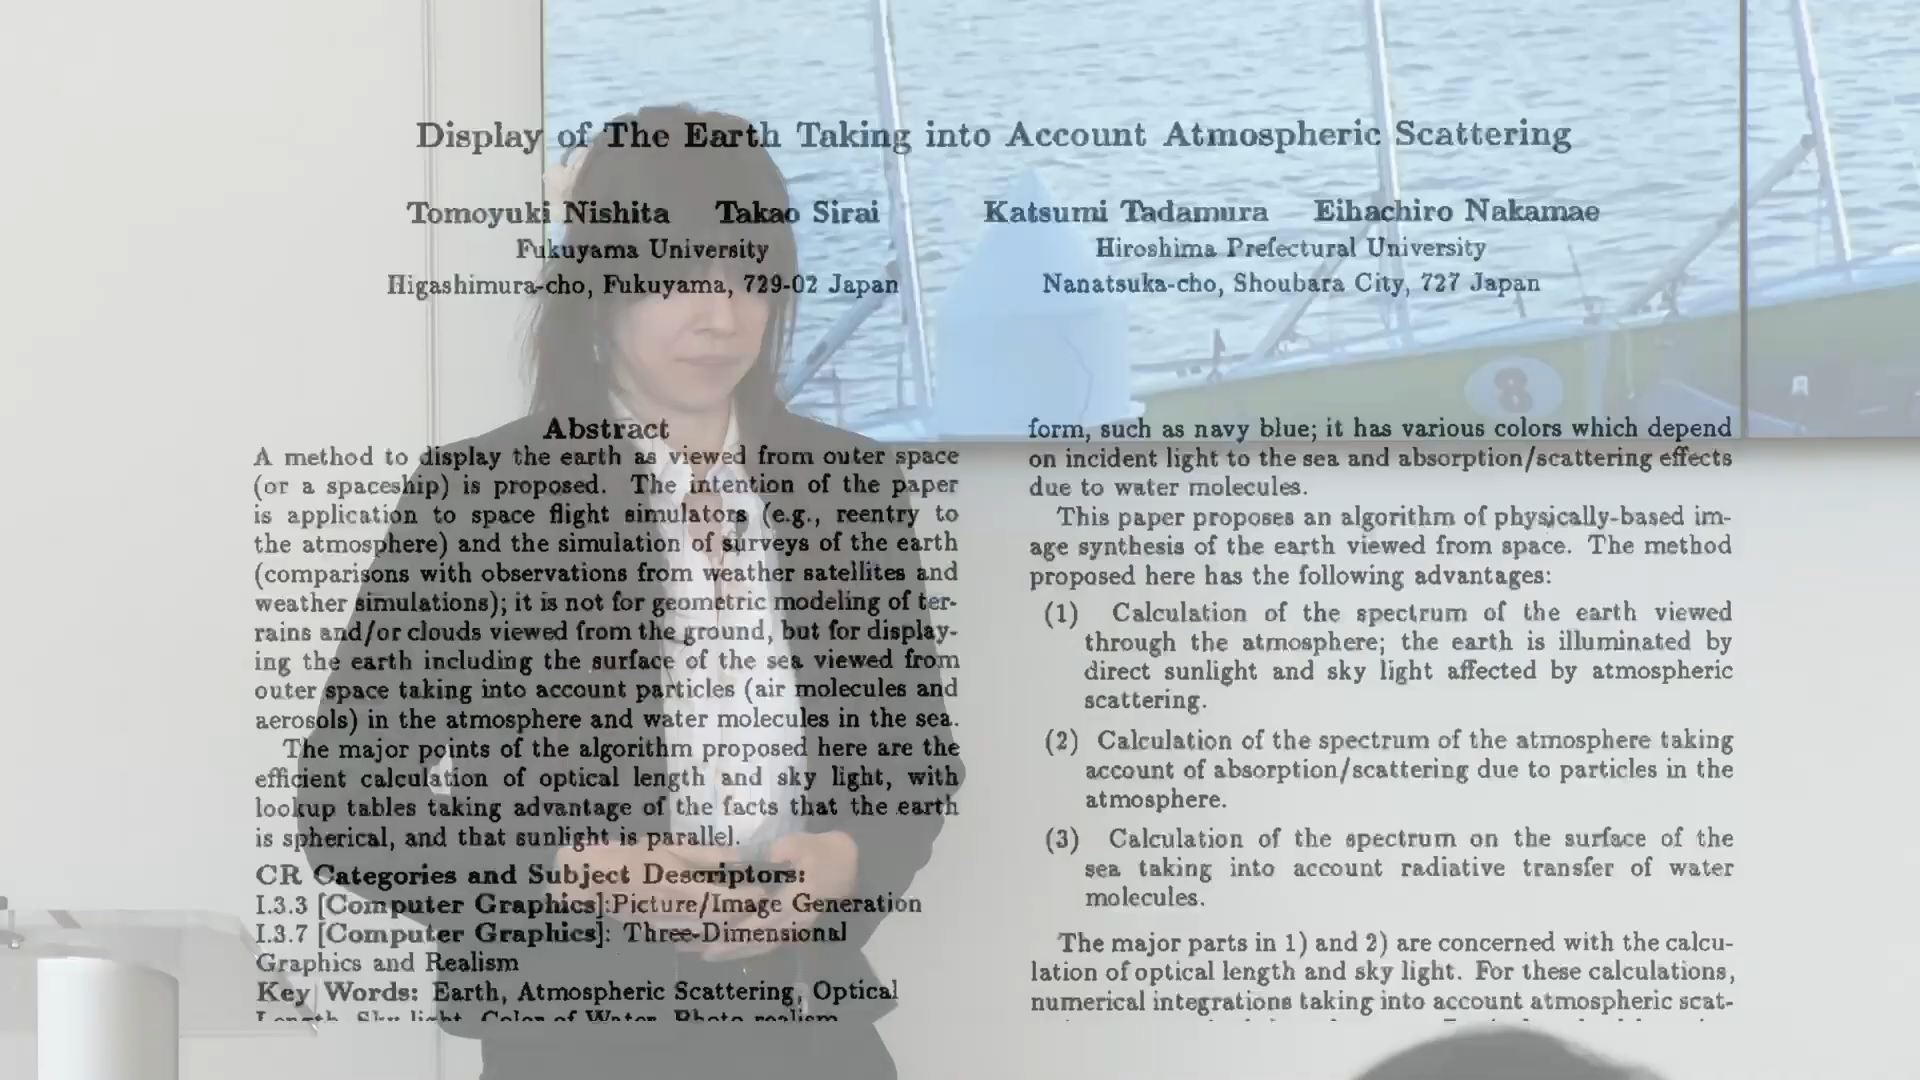 Display of The Earth Taking into Account Atmospheric Scattering
Tomoyuki Nishita Takao Sirai
Fukuyama University
Higashimura-cho, Fukuyama, 729-02 Japan
Katsumi Tadamura Eihachiro Nakamae
Hiroshima Prefectural University
Nanatsuka-cho, Shoubara City, 727 Japan
8
Abstract
A method to display the earth as viewed from outer space
(or a spaceship) is proposed. The intention of the paper
is application to space flight simulators (e.g., reentry to
the atmosphere) and the simulation of surveys of the earth
(comparisons with observations from weather satellites and
weather simulations); it is not for geometric modeling of ter-
rains and/or clouds viewed from the ground, but for display-
ing the earth including the surface of the sea viewed from
outer space taking into account particles (air molecules and
aerosols) in the atmosphere and water molecules in the sea.
The major points of the algorithm proposed here are the
efficient calculation of optical length and sky light, with
lookup tables taking advantage of the facts that the earth
is spherical, and that sunlight is parallel.
CR Categories and Subject Descriptors:
I.3.3 [Computer Graphics]:Picture/Image Generation
I.3.7 [Computer Graphics]: Three-Dimensional
Graphics and Realism
Key Words: Earth, Atmospheric Scattering, Optical
Length, Sky light, Color of Water, Photo realism
form, such as navy blue; it has various colors which depend
on incident light to the sea and absorption/scattering effects
due to water molecules.
This paper proposes an algorithm of physically-based im-
age synthesis of the earth viewed from space. The method
proposed here has the following advantages:
(1) Calculation of the spectrum of the earth viewed
through the atmosphere; the earth is illuminated by
direct sunlight and sky light affected by atmospheric
scattering.
(2) Calculation of the spectrum of the atmosphere taking
account of absorption/scattering due to particles in the
atmosphere.
(3) Calculation of the spectrum on the surface of the
sea taking into account radiative transfer of water
molecules.
The major parts in 1) and 2) are concerned with the calcu-
lation of optical length and sky light. For these calculations,
numerical integrations taking into account atmospheric scat-